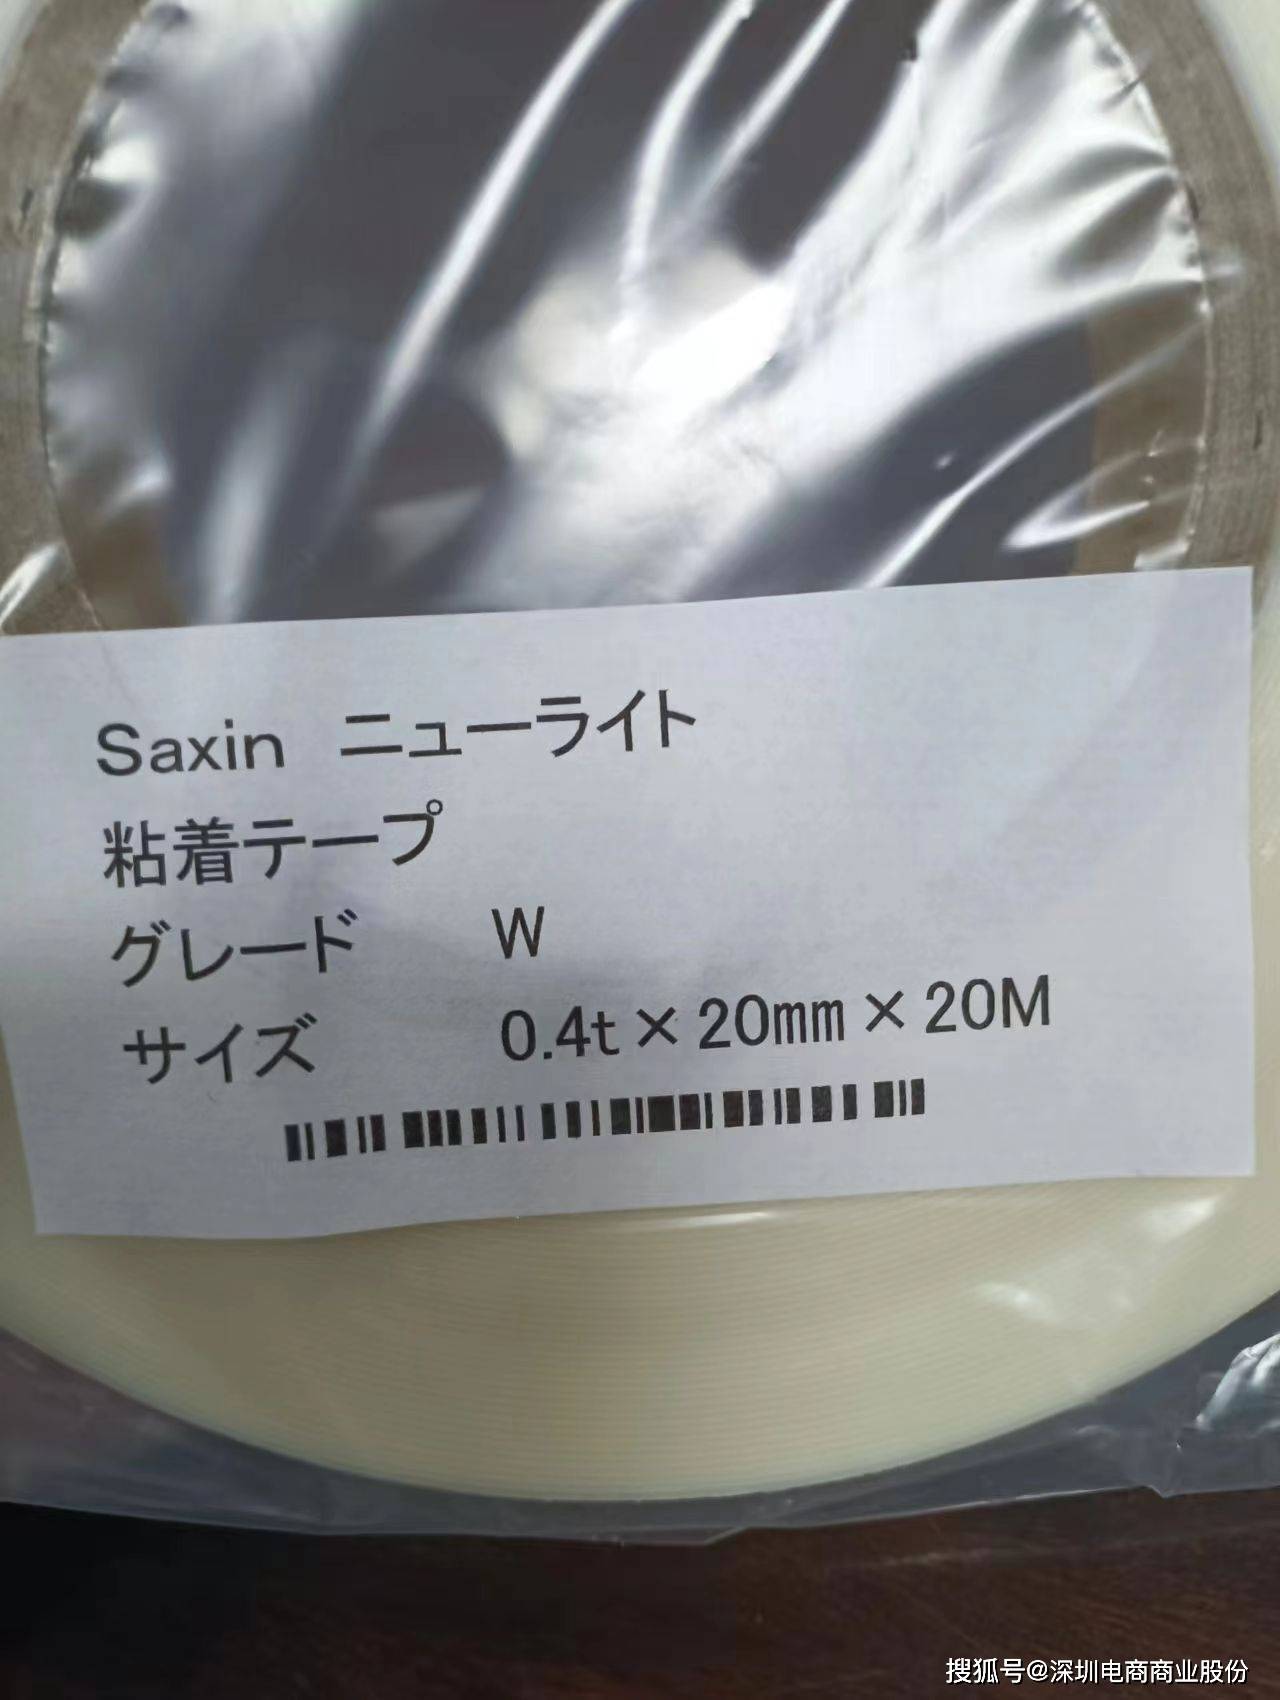 Saxin ニューライト
粘着テープ
グレード W
サイズ 0.4t×20mm×20M
搜狐号@深圳电商商业股份